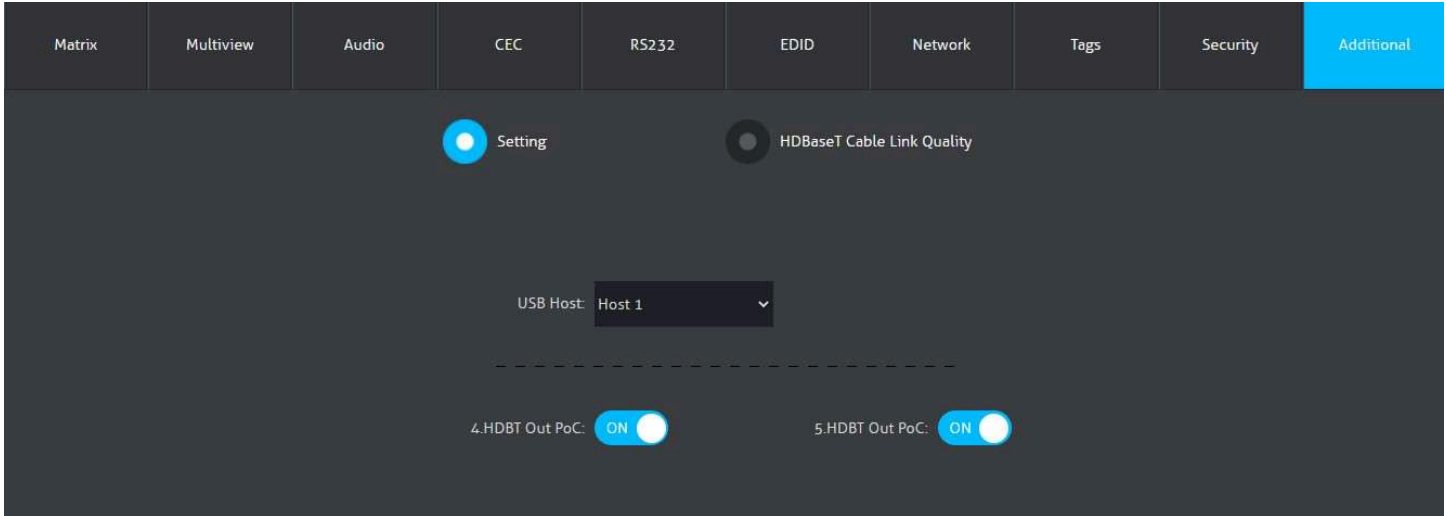 Matrix Multiview Audio CEC RS232 EDID Network Tags Security Additional
Setting HDBaseT Cable Link Quality
USB Host: Host 1
4.HDBT Out PoC: ON 5.HDBT Out PoC: ON